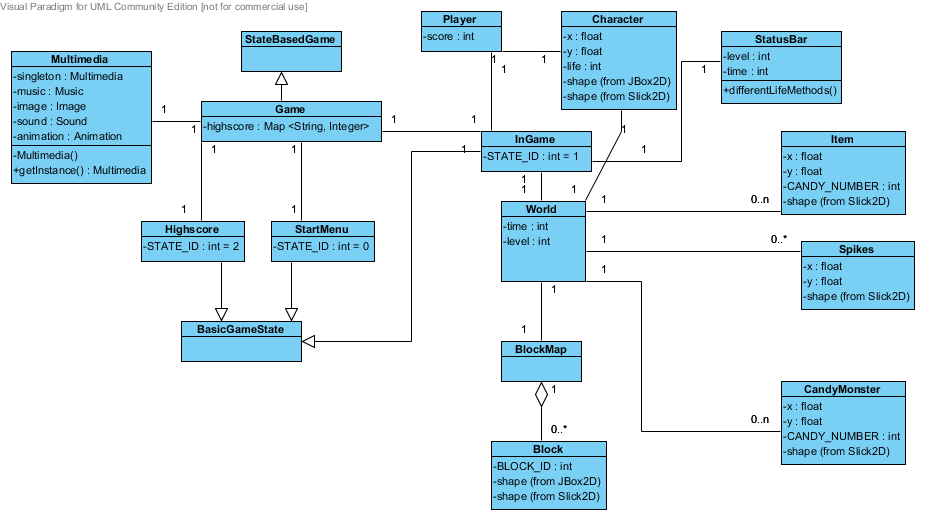 Visual Paradigm for UML Community Edition [not for commercial use]
Multimedia
-singleton : Multimedia
-music : Music
-image : Image
-sound : Sound
-animation : Animation
-Multimedia()
+getInstance() : Multimedia
StateBasedGame
Game
-highscore : Map <String, Integer>
Player
-score : int
Character
-x : float
-y : float
-life : int
-shape (from JBox2D)
-shape (from Slick2D)
StatusBar
-level : int
-time : int
+differentLifeMethods()
1
1
1
1
1
1
1
1
1
1
1
1
1
1
InGame
-STATE_ID : int = 1
Item
-x : float
-y : float
-CANDY_NUMBER : int
-shape (from Slick2D)
1
1
1
1
1
0..n
Highscore
-STATE_ID : int = 2
StartMenu
-STATE_ID : int = 0
World
-time : int
-level : int
1
0..*
Spikes
-x : float
-y : float
-shape (from Slick2D)
1
1
1
BasicGameState
BlockMap
1
0..*
0..n
CandyMonster
-x : float
-y : float
-CANDY_NUMBER : int
-shape (from Slick2D)
Block
-BLOCK_ID : int
-shape (from JBox2D)
-shape (from Slick2D)